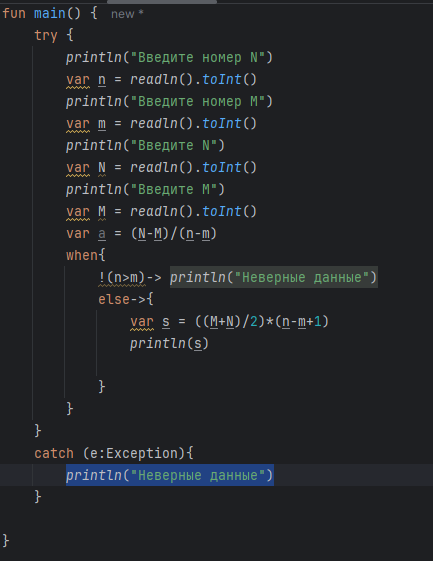 fun main() { new *
try {
println("Введите номер N")
var n = readln().toInt()
println("Введите номер M")
var m = readln().toInt()
println("Введите N")
var N = readln().toInt()
println("Введите M")
var M = readln().toInt()
var a = (N-M)/(n-m)
when{
!(n>m)-> println("Неверные данные")
else->{
var s = ((M+N)/2)*(n-m+1)
println(s)
}
}
}
catch (e:Exception){
println("Неверные данные")
}
}